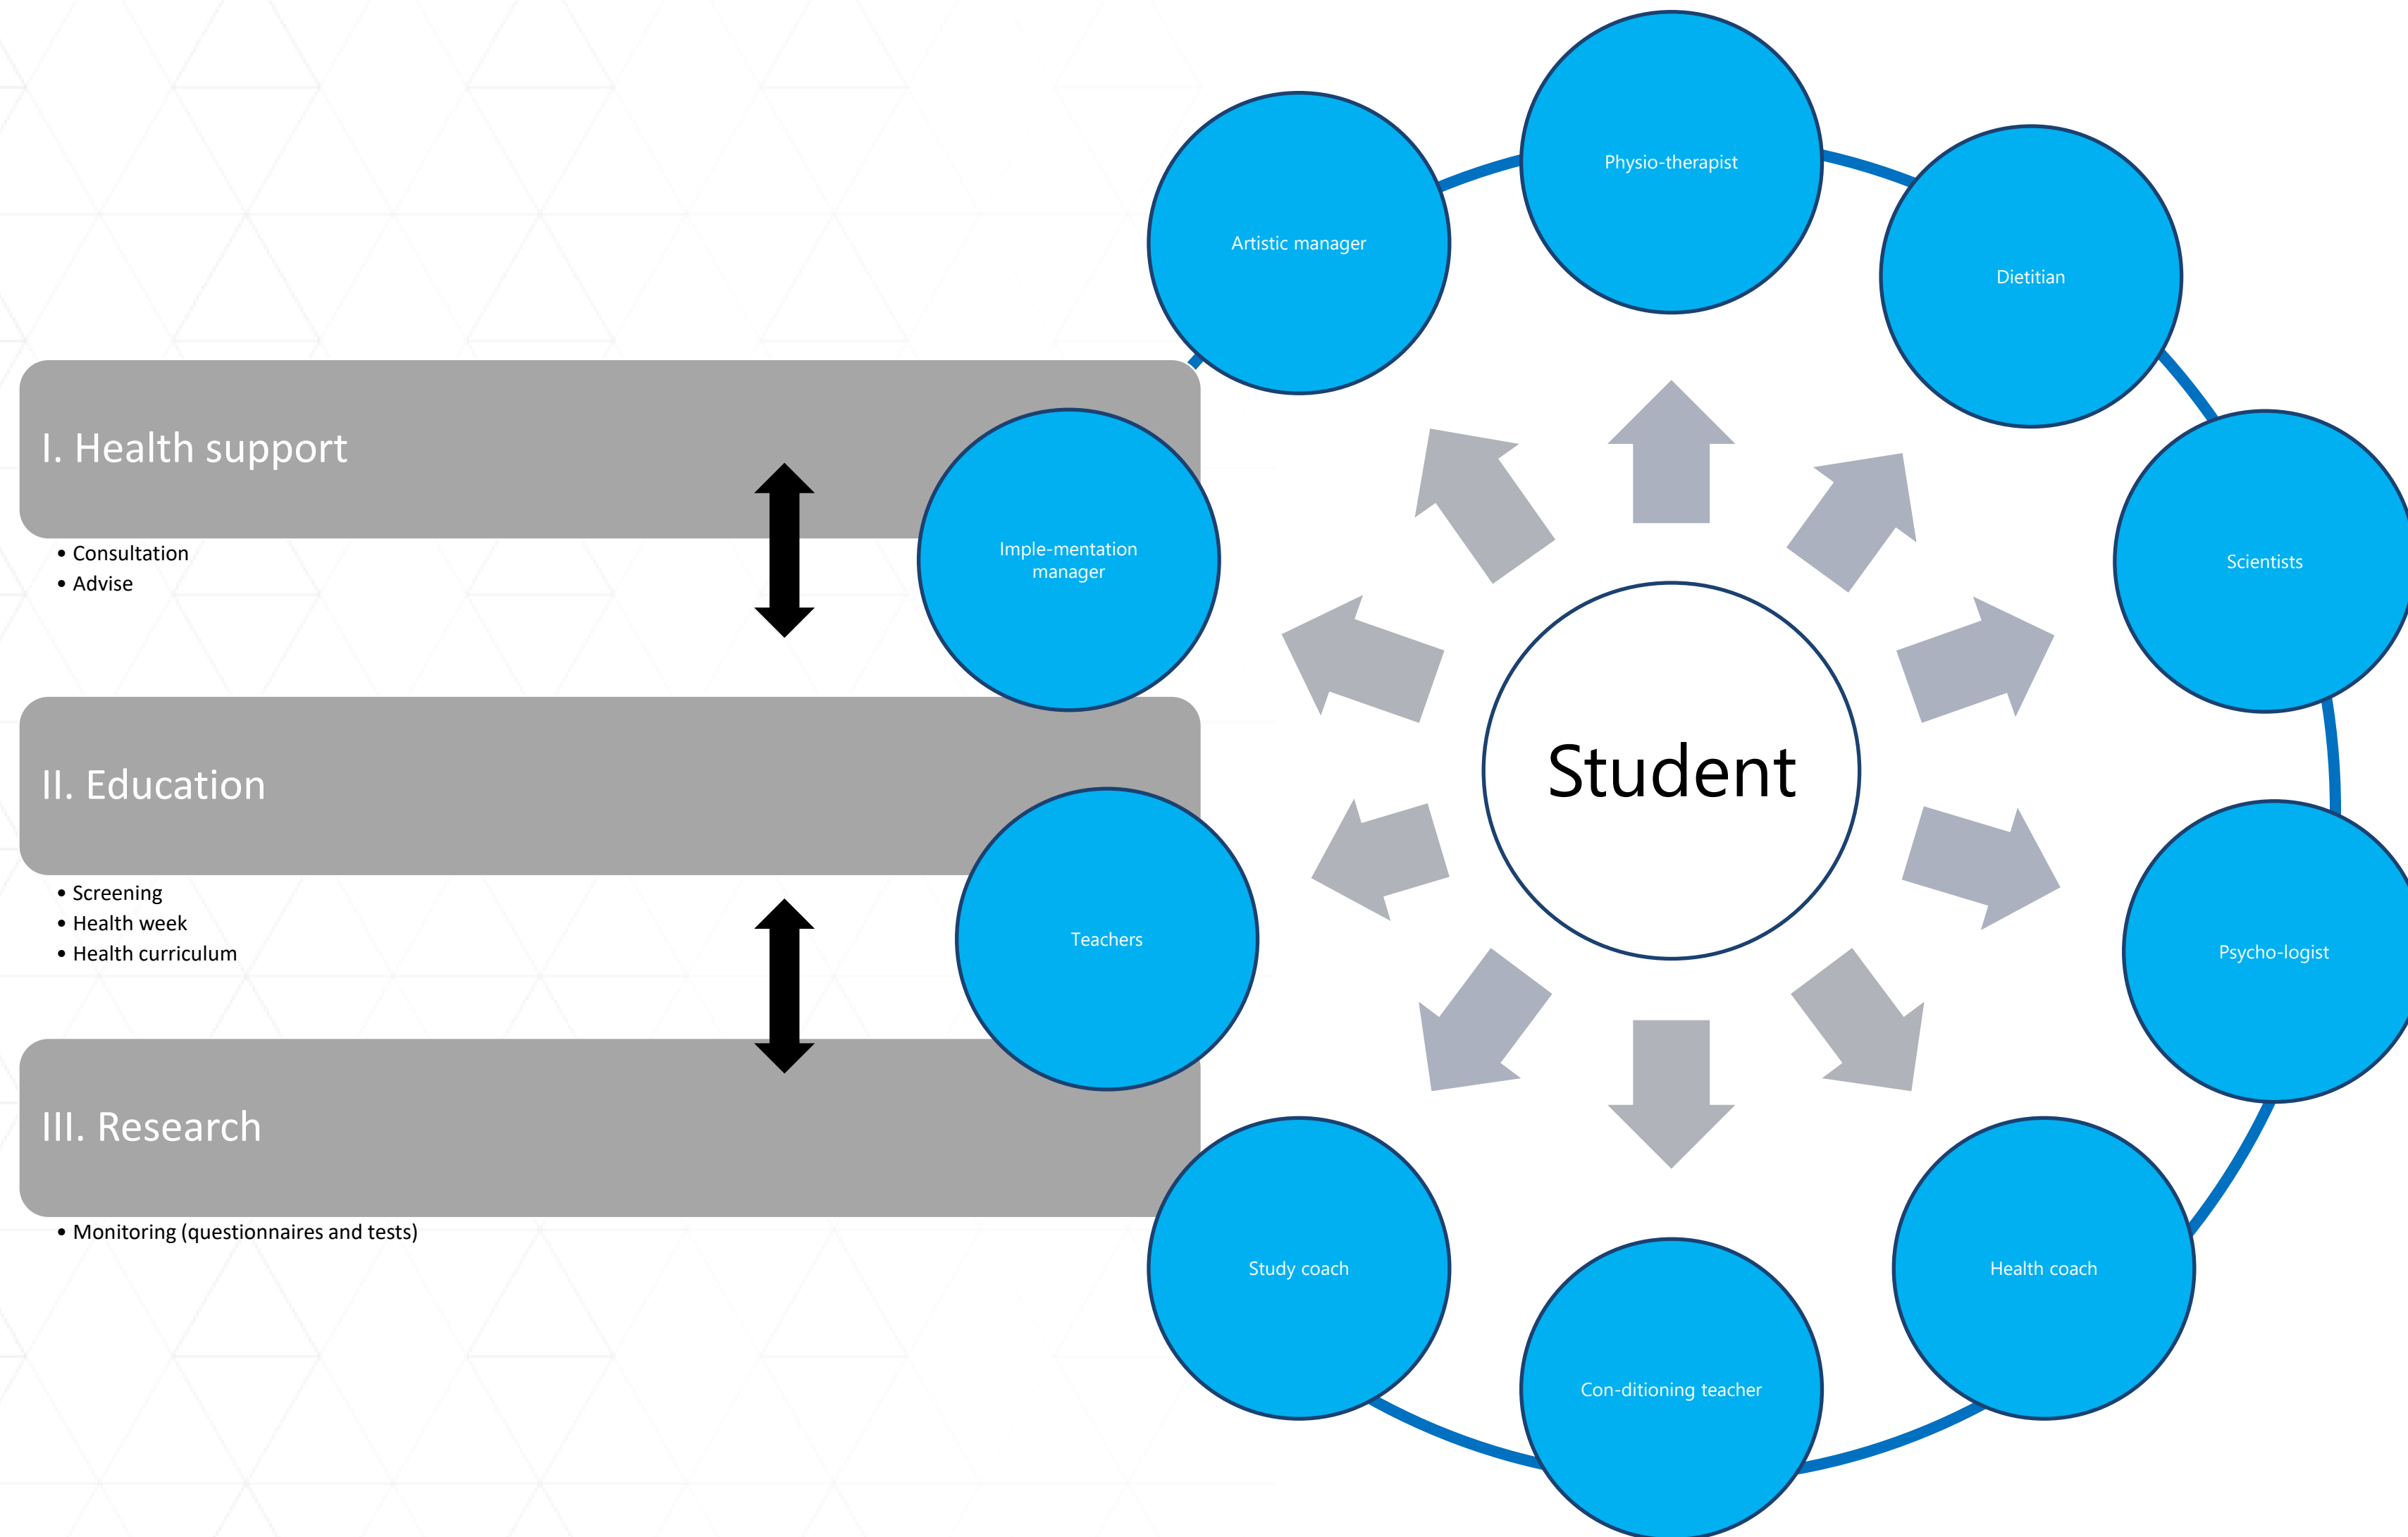 I. Health support
• Consultation
• Advise
II. Education
• Screening
• Health week
• Health curriculum
III. Research
• Monitoring (questionnaires and tests)
Student
Physio-therapist
Dietitian
Scientists
Psycho-logist
Health coach
Con-ditioning teacher
Study coach
Teachers
Imple-mentation
manager
Artistic manager